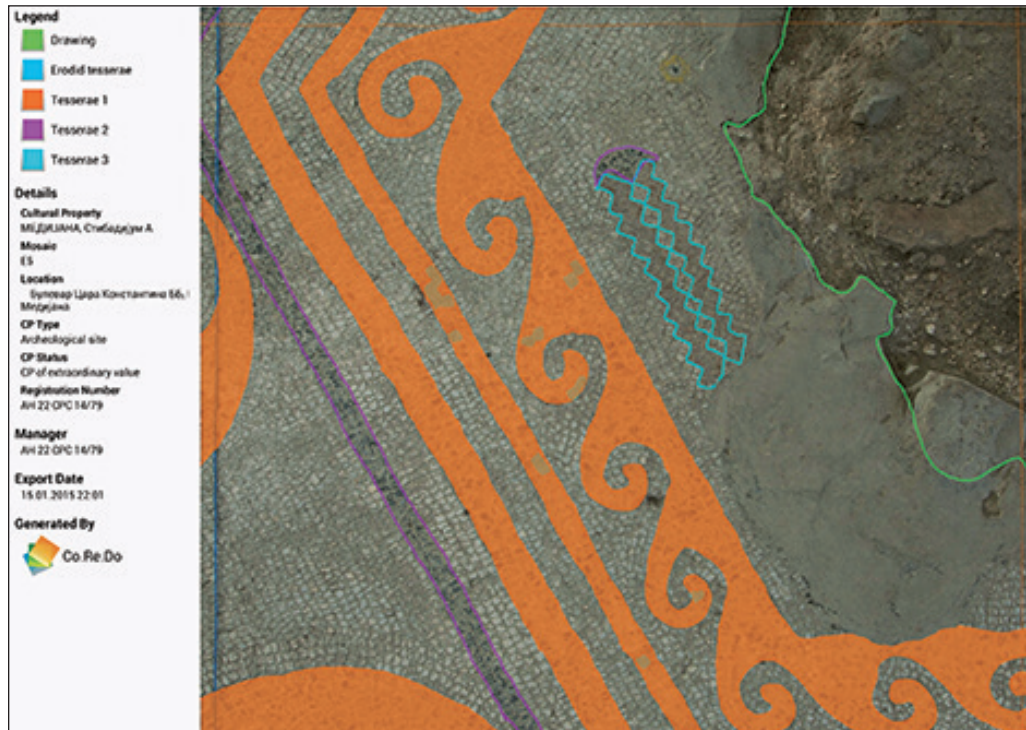 Legend
Drawing
Erodid tesserae
Tesserae 1
Tesserae 2
Tesserae 3
Details
Cultural Property
МЕДИЈАНА, Стибадијум А
Mosaic
E5
Location
Булевар Цара Константина ББ,
Медијана
CP Type
Archeological site
CP Status
CP of extraordinary value
Registration Number
АН 22 СРС 14/79
Manager
АН 22 СРС 14/79
Export Date
15.01.2015 22:01
Generated By
Co.Re.Do